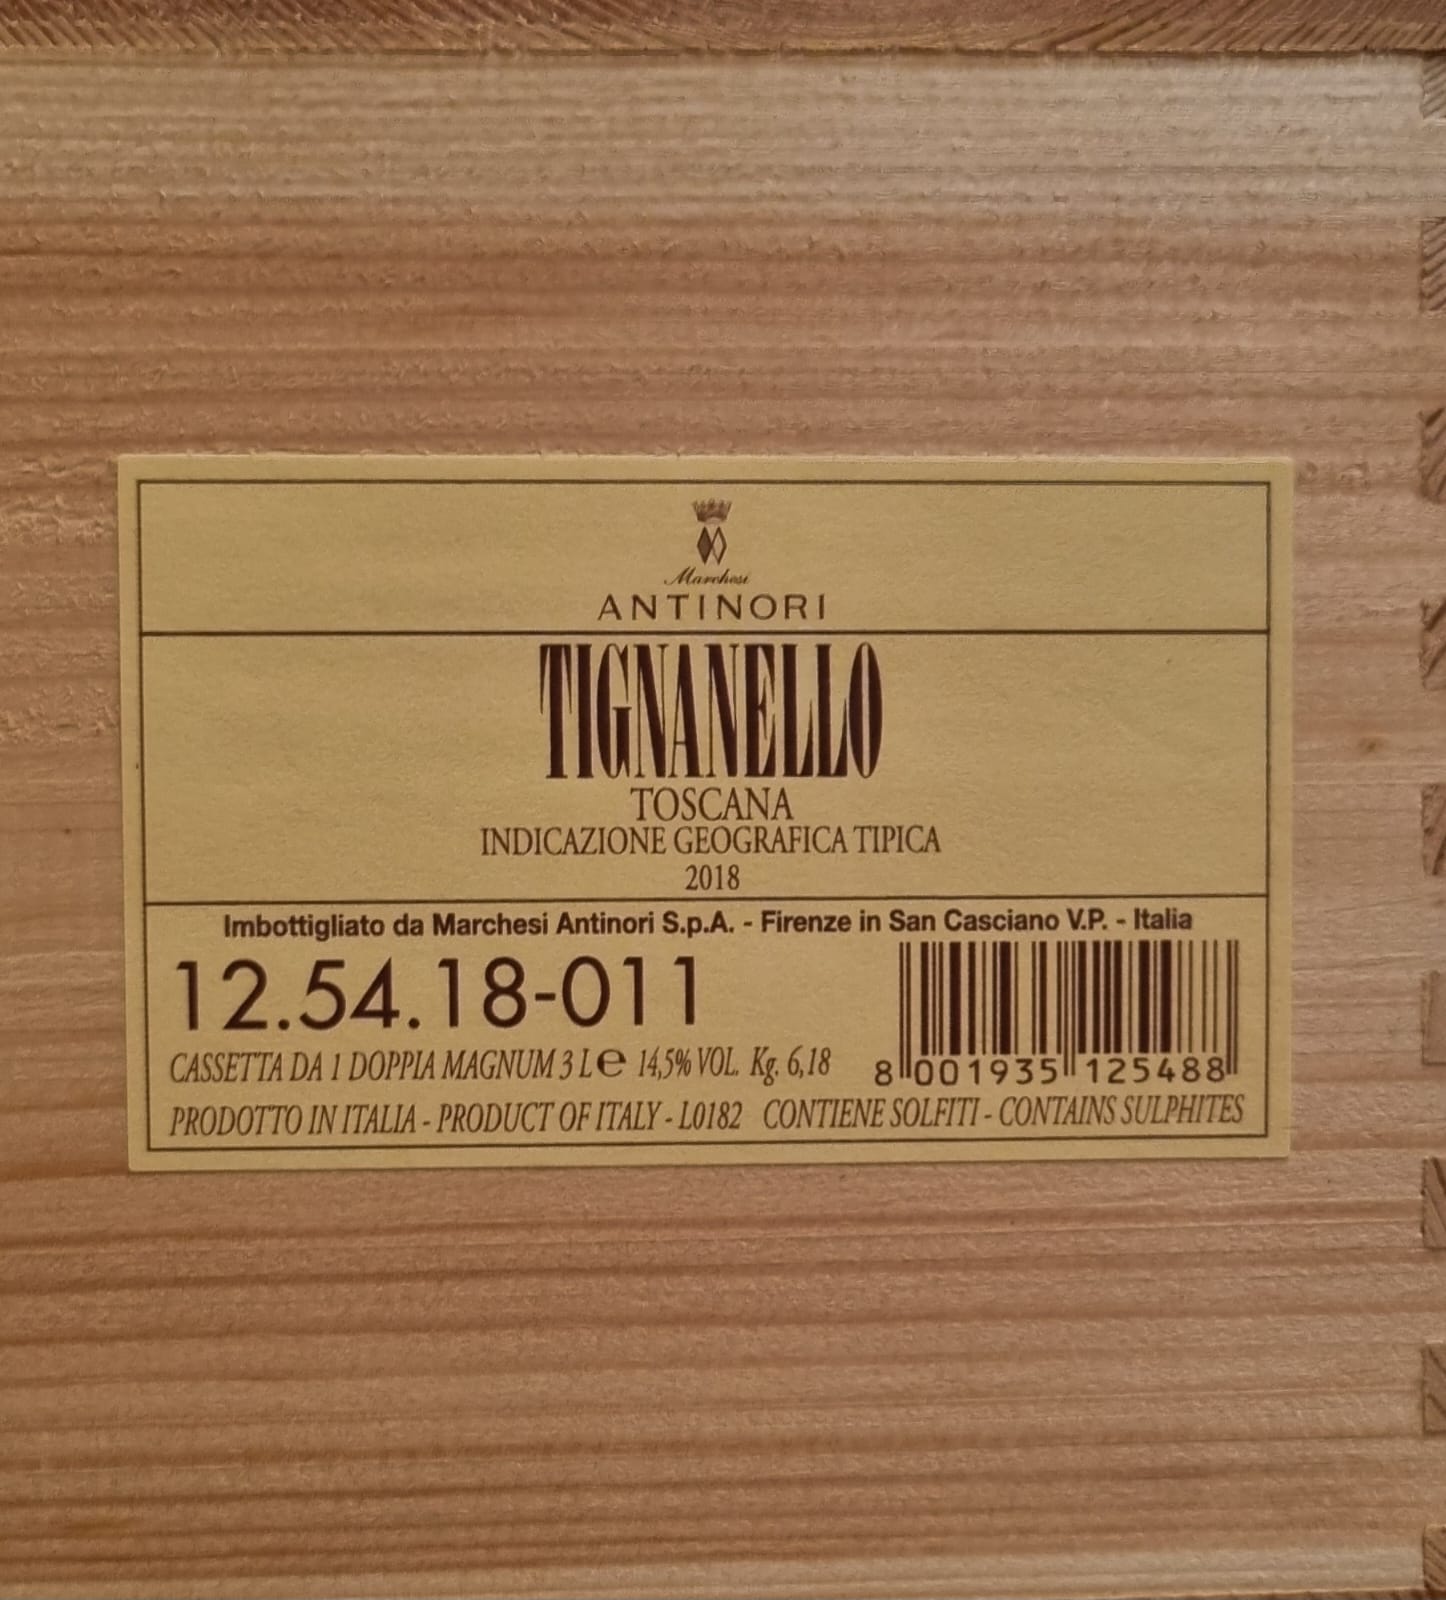 Marchesi
ANTINORI
TIGNANELLO
TOSCANA
INDICAZIONE GEOGRAFICA TIPICA
2018
Imbottigliato da Marchesi Antinori S.p.A. - Firenze in San Casciano V.P. - Italia
12.54.18-011
CASSETTA DA 1 DOPPIA MAGNUM 3 L e 14,5% VOL. Kg. 6,18
8 001935 125488
PRODOTTO IN ITALIA - PRODUCT OF ITALY - L0182 CONTIENE SOLFITI - CONTAINS SULPHITES